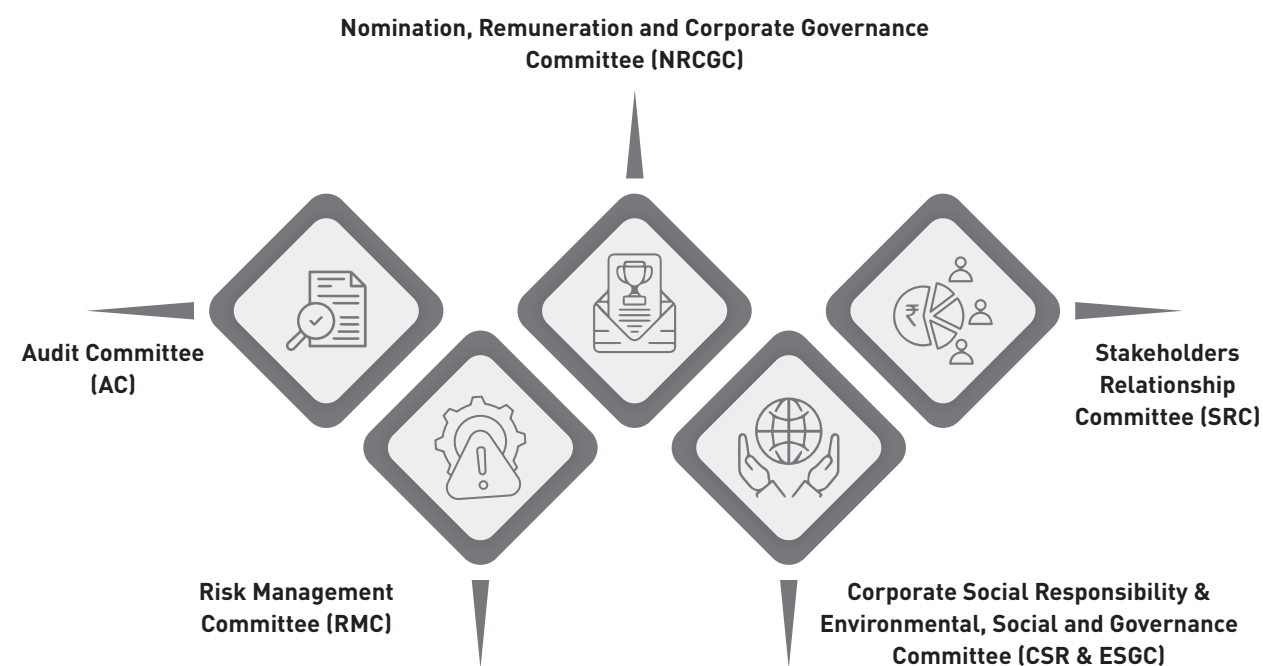 Nomination, Remuneration and Corporate Governance
Committee (NRCGC)
₹
Audit Committee
(AC)
Stakeholders
Relationship
Committee (SRC)
Risk Management
Committee (RMC)
Corporate Social Responsibility &
Environmental, Social and Governance
Committee (CSR & ESGC)